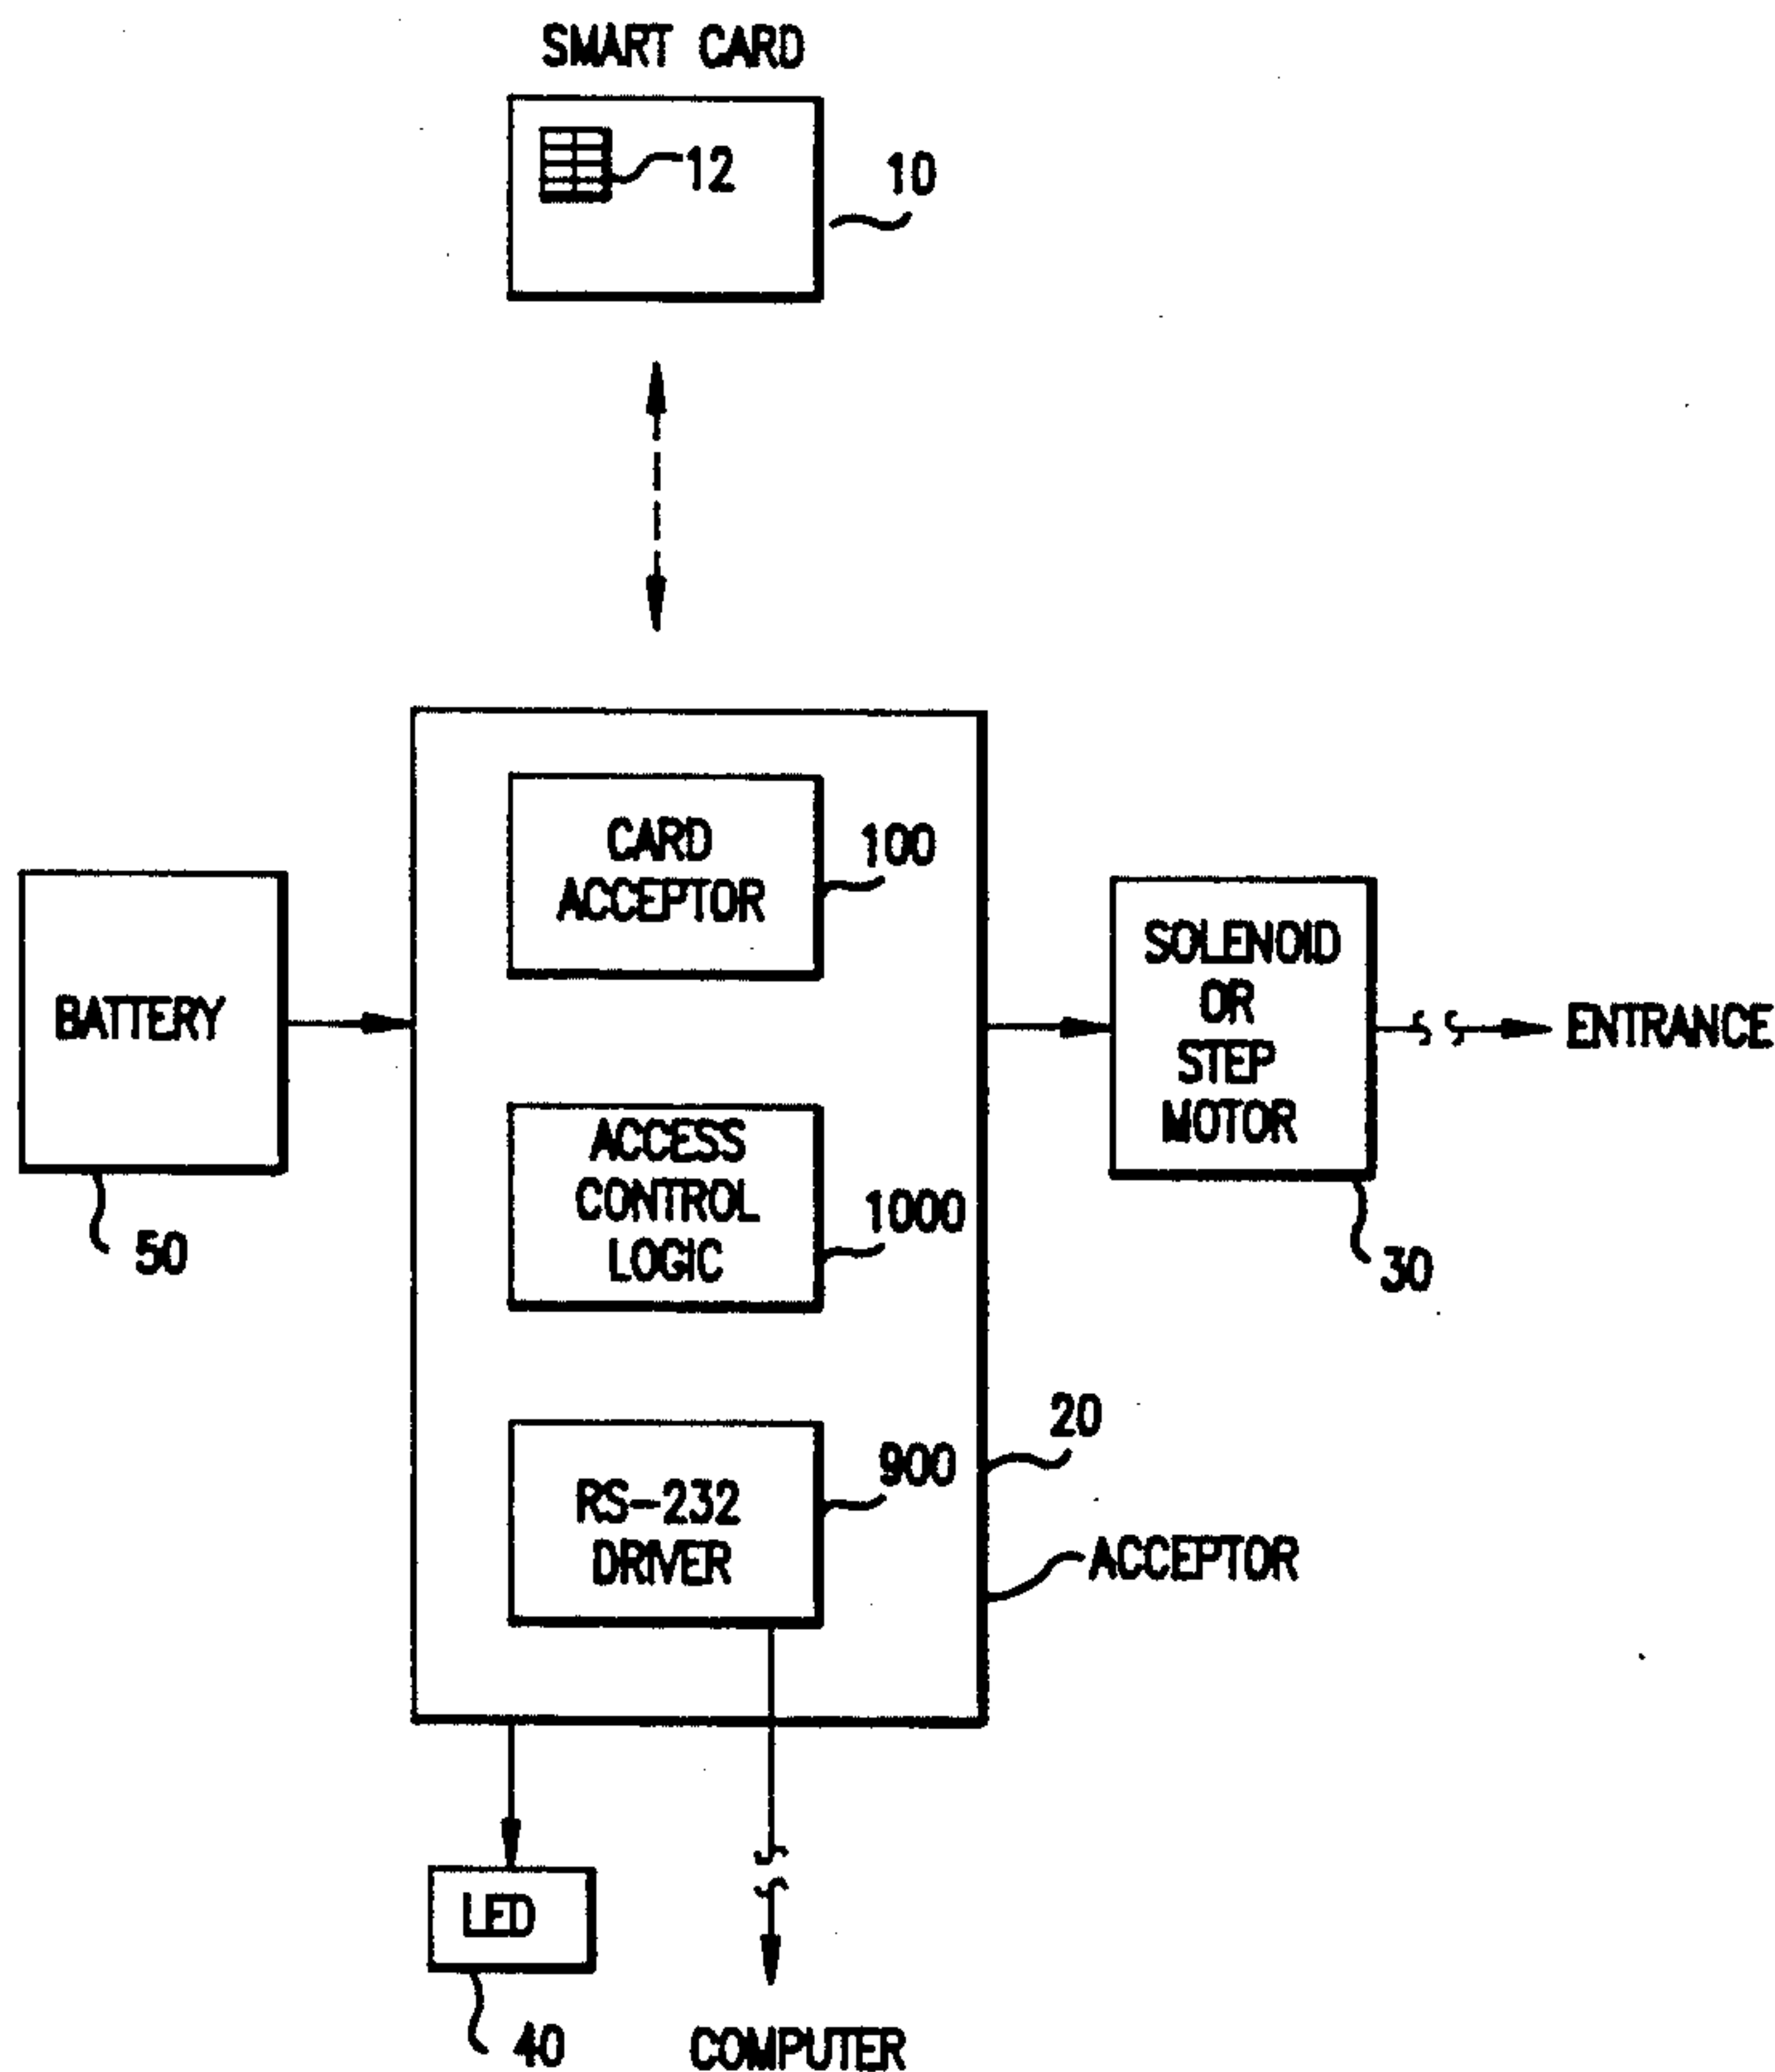 SMART CARD
12
10
CARD
ACCEPTOR
100
BATTERY
50
SOLENOID
OR
STEP
MOTOR
30
ENTRANCE
ACCESS
CONTROL
LOGIC
1000
20
RS-232
DRIVER
900
ACCEPTOR
LED
40
COMPUTER